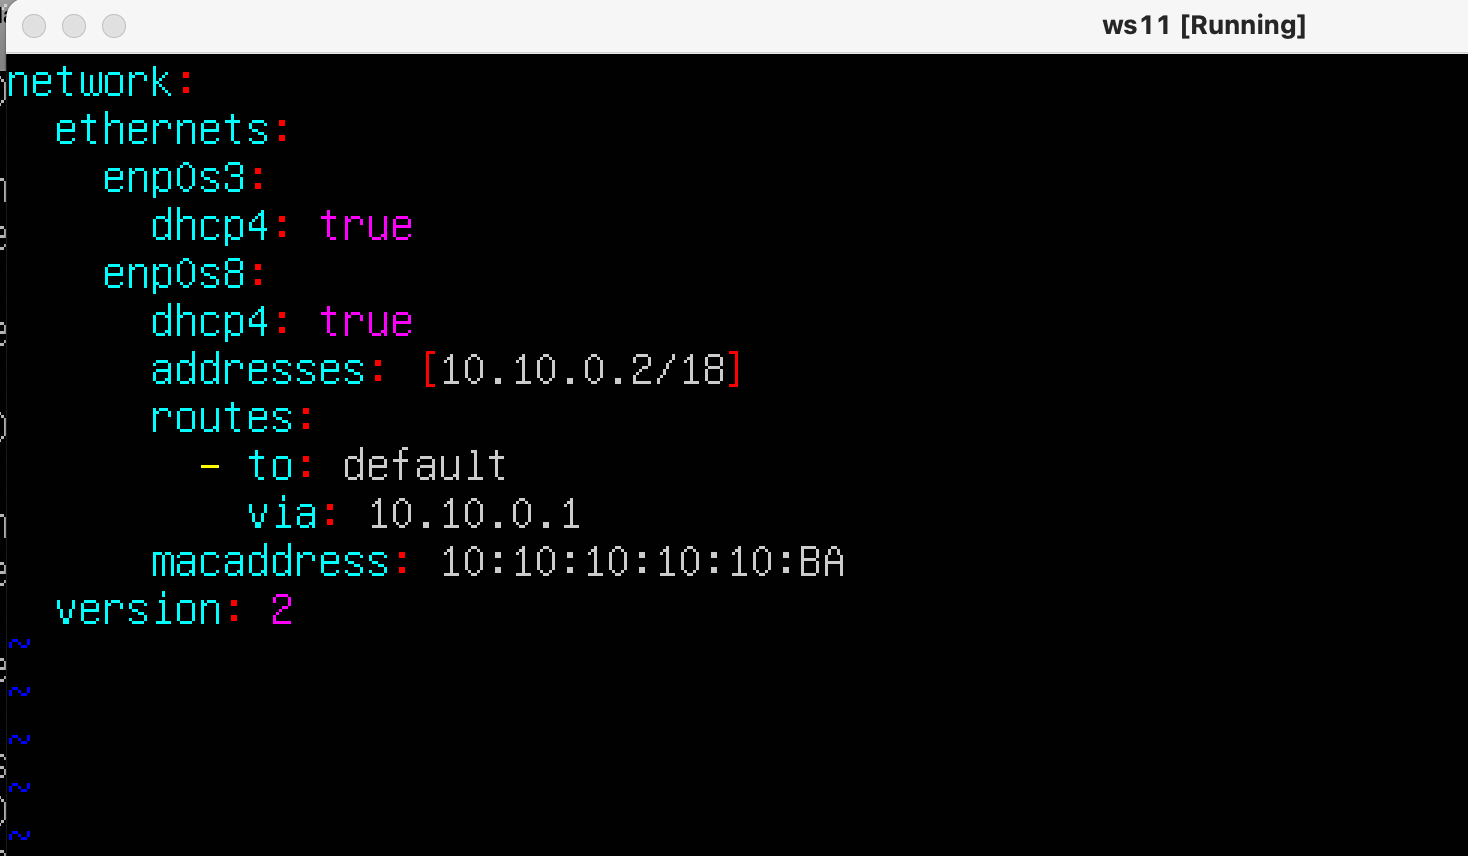 ws11 [Running]
network:
  ethernets:
    enp0s3:
      dhcp4: true
    enp0s8:
      dhcp4: true
      addresses: [10.10.0.2/18]
      routes:
        - to: default
          via: 10.10.0.1
      macaddress: 10:10:10:10:10:BA
  version: 2
~
~
~
~
~